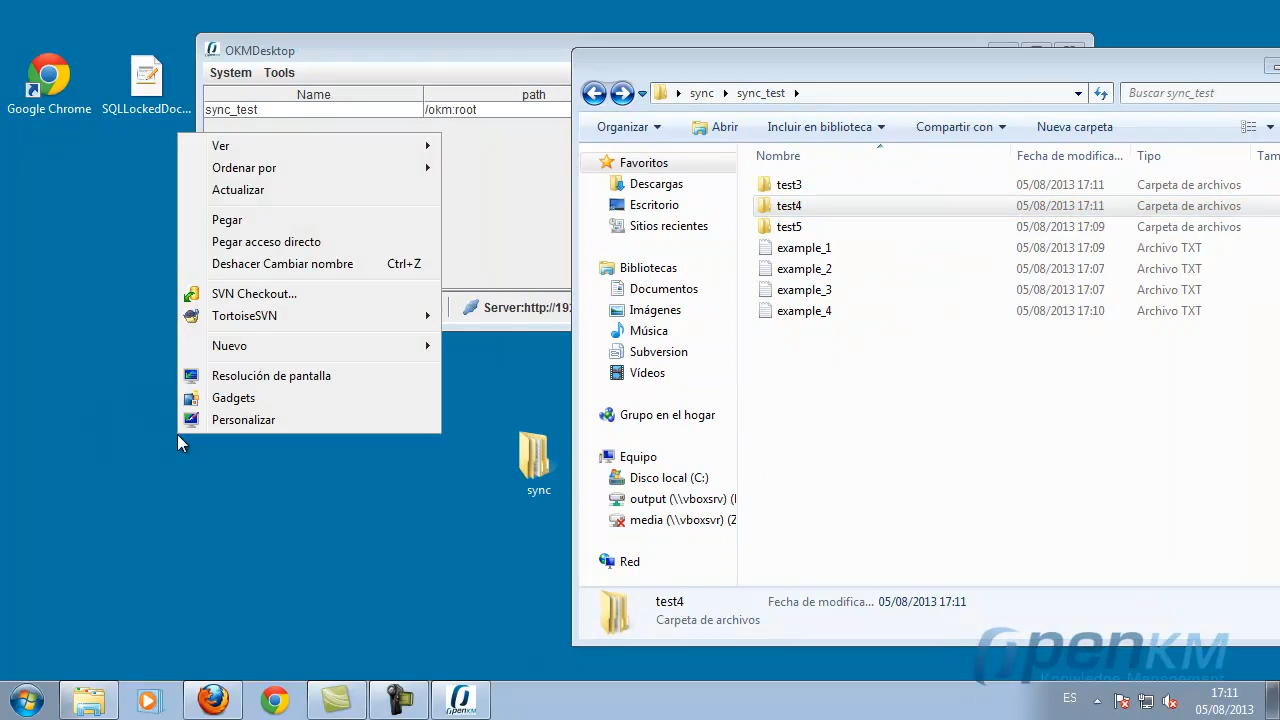 Google Chrome
SQLLockedDoc...
OKMDesktop
System Tools
Name path
sync_test /okm:root
Server:http://19
Ver
Ordenar por
Actualizar
Pegar
Pegar acceso directo
Deshacer Cambiar nombre Ctrl+Z
SVN Checkout...
TortoiseSVN
Nuevo
Resolución de pantalla
Gadgets
Personalizar
sync
sync sync_test
Buscar sync_test
Organizar Abrir Incluir en biblioteca Compartir con Nueva carpeta
Favoritos
Descargas
Escritorio
Sitios recientes
Bibliotecas
Documentos
Imágenes
Música
Subversion
Vídeos
Grupo en el hogar
Equipo
Disco local (C:)
output (\\vboxsrv) (
media (\\vboxsvr) (Z
Red
Nombre Fecha de modifica... Tipo Tam
test3 05/08/2013 17:11 Carpeta de archivos
test4 05/08/2013 17:11 Carpeta de archivos
test5 05/08/2013 17:09 Carpeta de archivos
example_1 05/08/2013 17:09 Archivo TXT
example_2 05/08/2013 17:07 Archivo TXT
example_3 05/08/2013 17:07 Archivo TXT
example_4 05/08/2013 17:10 Archivo TXT
test4 Fecha de modifica... 05/08/2013 17:11
Carpeta de archivos
OpenKM
Knowledge Management
OPENKM
ES
17:11
05/08/2013